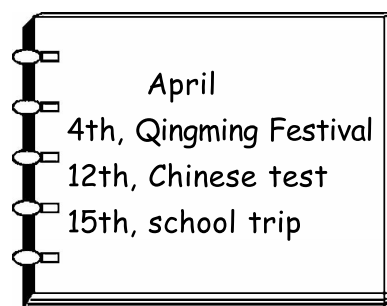 April
4th, Qingming Festival
12th, Chinese test
15th, school trip